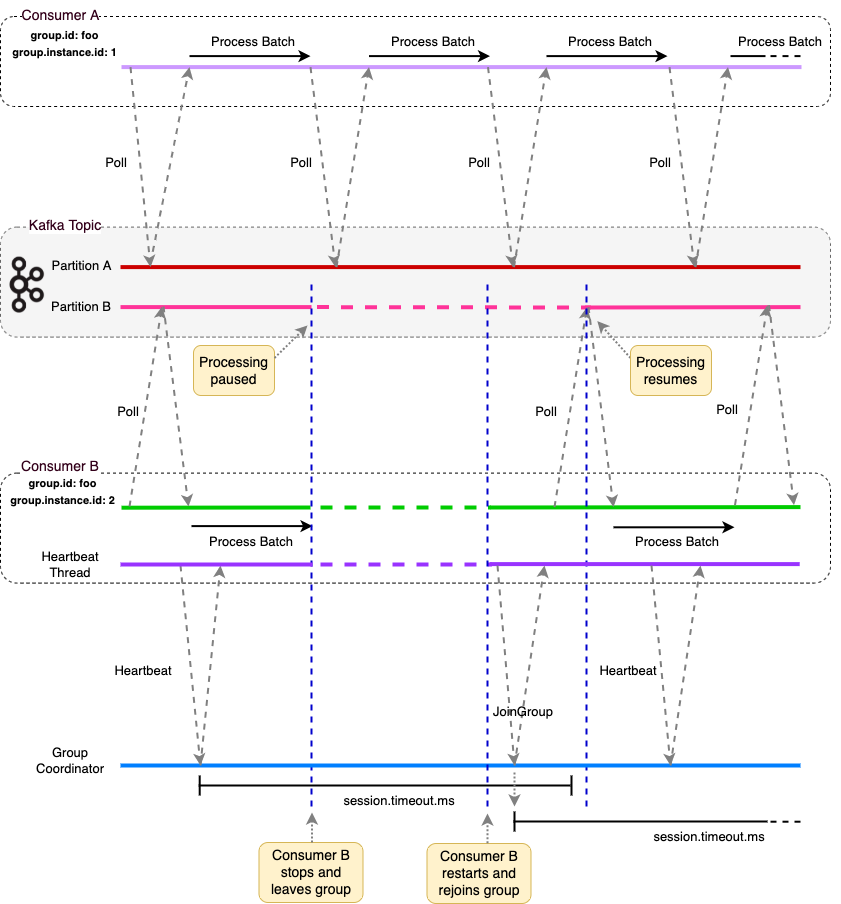 Consumer A
group.id: foo
group.instance.id: 1
Process Batch
Process Batch
Process Batch
Process Batch
Poll
Poll
Poll
Poll
Kafka Topic
Partition A
Partition B
Processing
paused
Processing
resumes
Poll
Poll
Poll
Consumer B
group.id: foo
group.instance.id: 2
Process Batch
Process Batch
Heartbeat
Thread
Heartbeat
Heartbeat
JoinGroup
Group
Coordinator
session.timeout.ms
session.timeout.ms
Consumer B
stops and
leaves group
Consumer B
restarts and
rejoins group